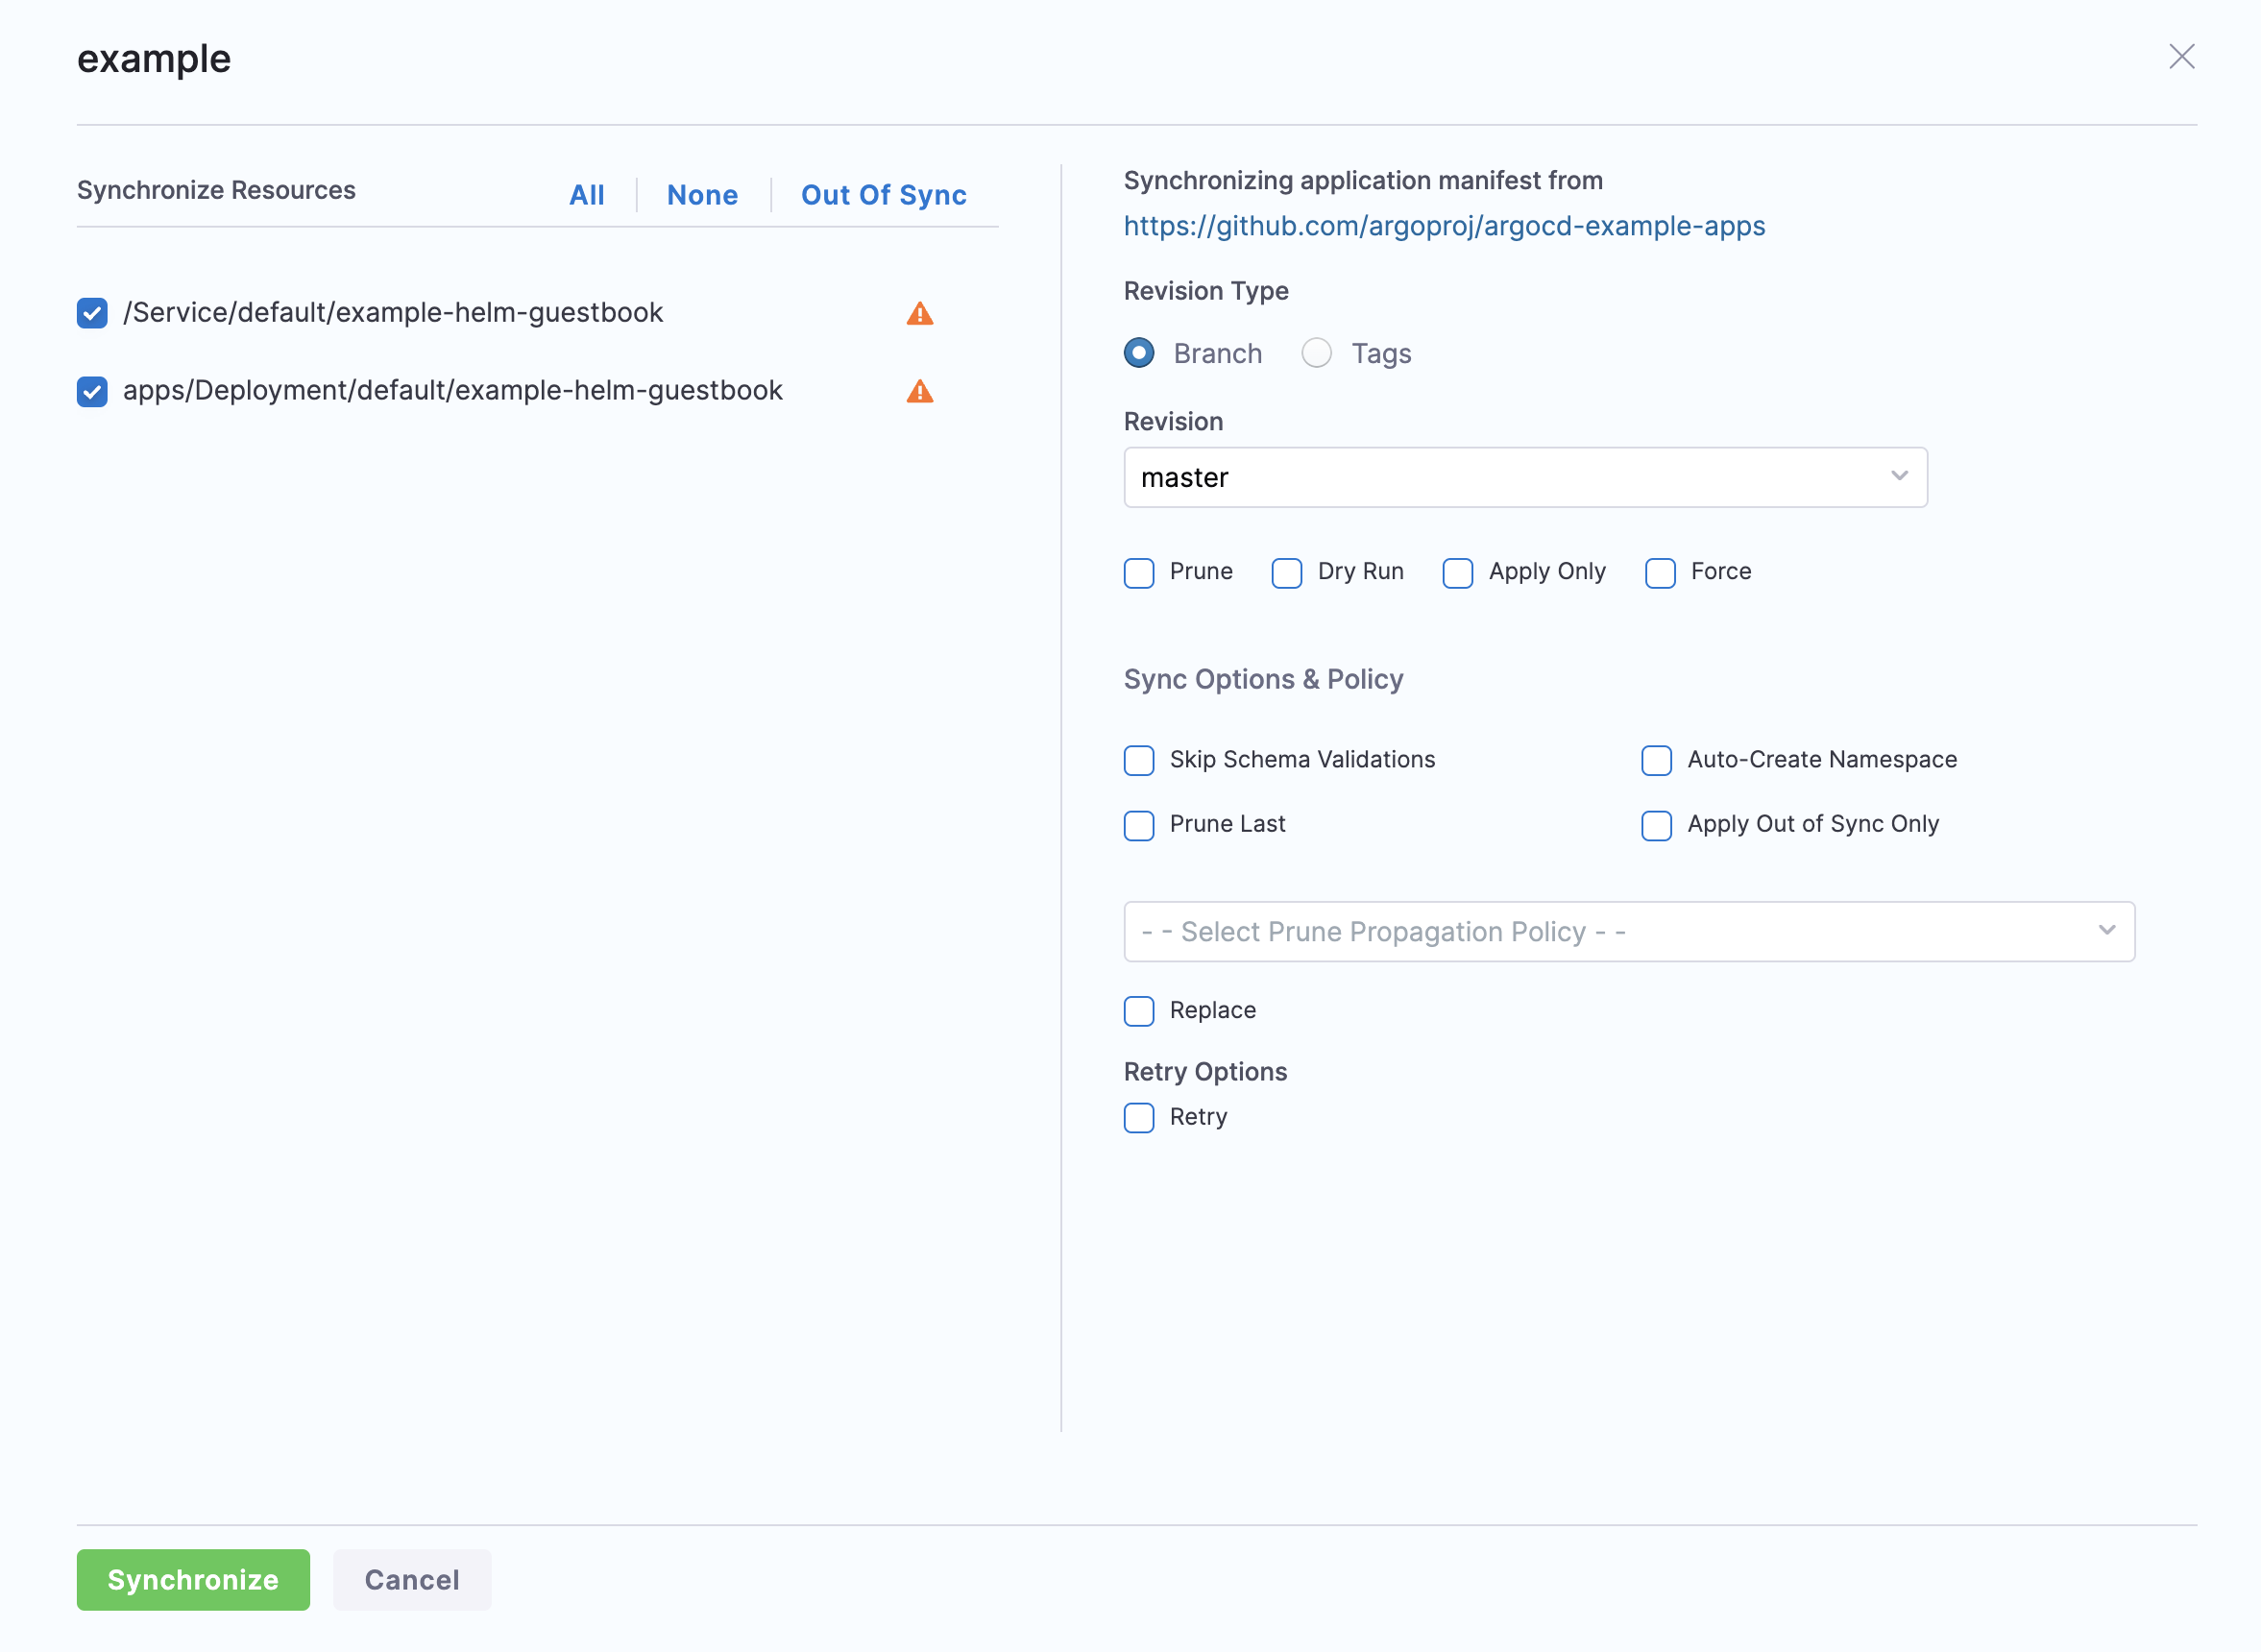 example
Synchronize Resources
All
None
Out Of Sync
/Service/default/example-helm-guestbook
apps/Deployment/default/example-helm-guestbook
Synchronizing application manifest from
https://github.com/argoproj/argocd-example-apps
Revision Type
Branch Tags
Revision
master
Prune Dry Run Apply Only Force
Sync Options & Policy
Skip Schema Validations Auto-Create Namespace
Prune Last Apply Out of Sync Only
- - Select Prune Propagation Policy - -
Replace
Retry Options
Retry
Synchronize Cancel